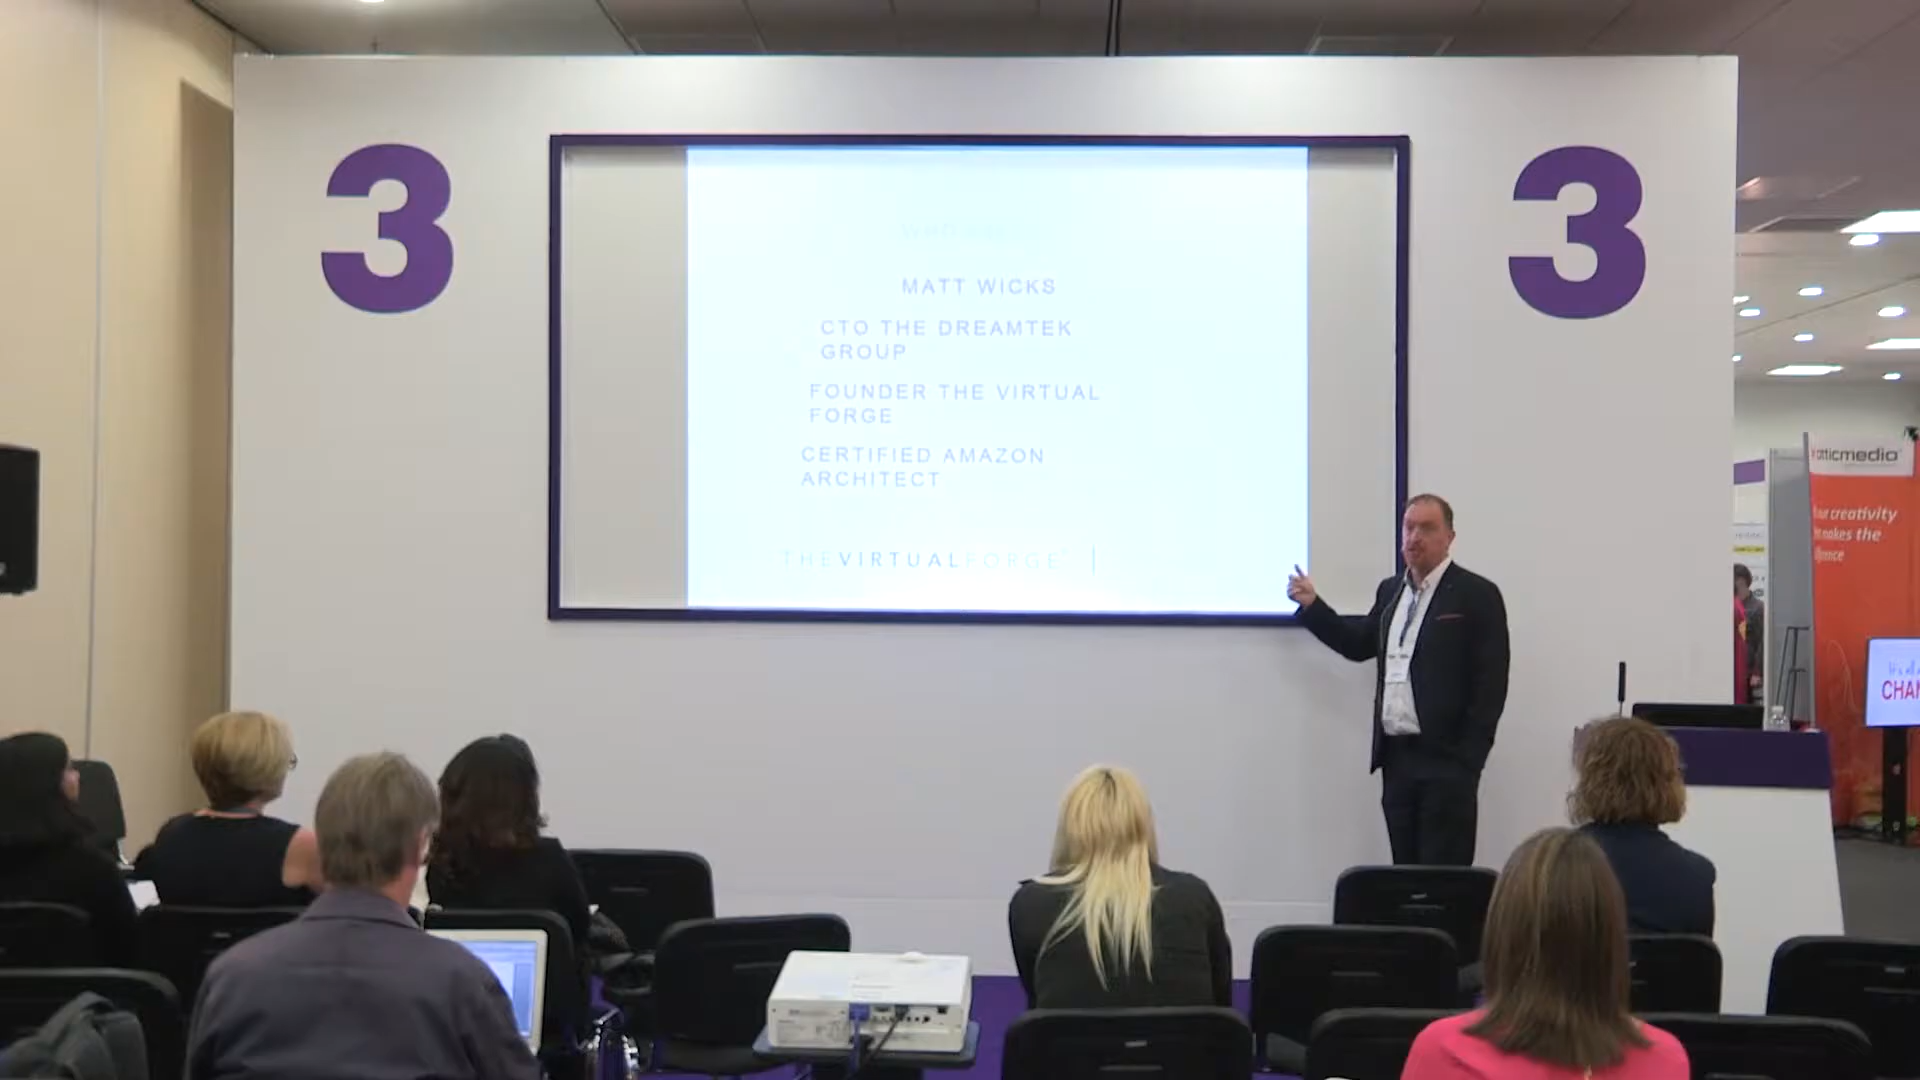 3
3
MATT WICKS
CTO THE DREAMTEK
GROUP
FOUNDER THE VIRTUAL
FORGE
CERTIFIED AMAZON
ARCHITECT
THEVIRTUALFORGE
atticmedia
creativity
makes the
CHAN